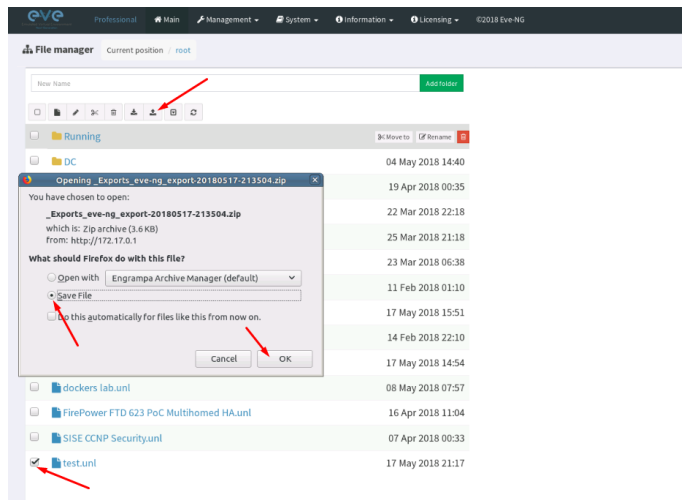 eve
Professional Main Management System Information Licensing ©2018 Eve-NG
File manager Current position / root
New Name Add folder
Running Move to Rename
DC 04 May 2018 14:40
Opening _Exports_eve-ng_export-20180517-213504.zip
19 Apr 2018 00:35
You have chosen to open:
_Exports_eve-ng_export-20180517-213504.zip
22 Mar 2018 22:18
which is: Zip archive (3.6 KB)
from: http://172.17.0.1
25 Mar 2018 21:18
What should Firefox do with this file?
23 Mar 2018 06:38
Open with Engrampa Archive Manager (default)
Save File
11 Feb 2018 01:10
Do this automatically for files like this from now on.
17 May 2018 15:51
14 Feb 2018 22:10
Cancel OK
17 May 2018 14:54
dockers lab.unl 08 May 2018 07:57
FirePower FTD 623 PoC Multihomed HA.unl 16 Apr 2018 11:04
SISE CCNP Security.unl 07 Apr 2018 00:33
test.unl 17 May 2018 21:17